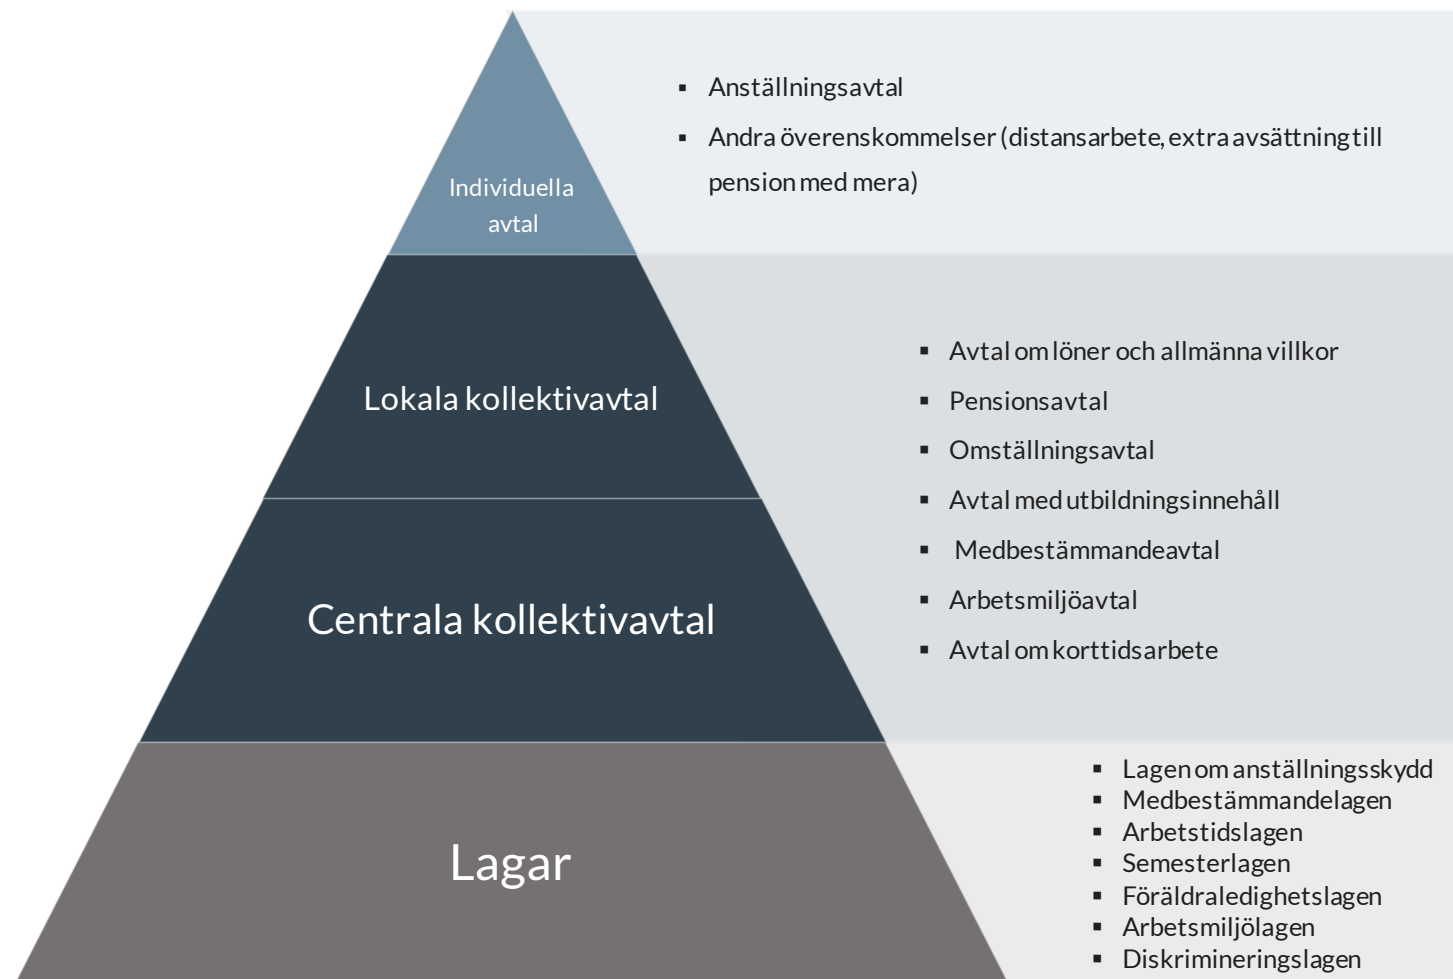 Individuella
avtal
▪ Anställningsavtal
▪ Andra överenskommelser (distansarbete, extra avsättning till
pension med mera)
Lokala kollektivavtal
Centrala kollektivavtal
▪ Avtal om löner och allmänna villkor
▪ Pensionsavtal
▪ Omställningsavtal
▪ Avtal med utbildningsinnehåll
▪ Medbestämmandeavtal
▪ Arbetsmiljöavtal
▪ Avtal om korttidsarbete
Lagar
▪ Lagen om anställningsskydd
▪ Medbestämmandelagen
▪ Arbetstidslagen
▪ Semesterlagen
▪ Föräldraledighetslagen
▪ Arbetsmiljölagen
▪ Diskrimineringslagen